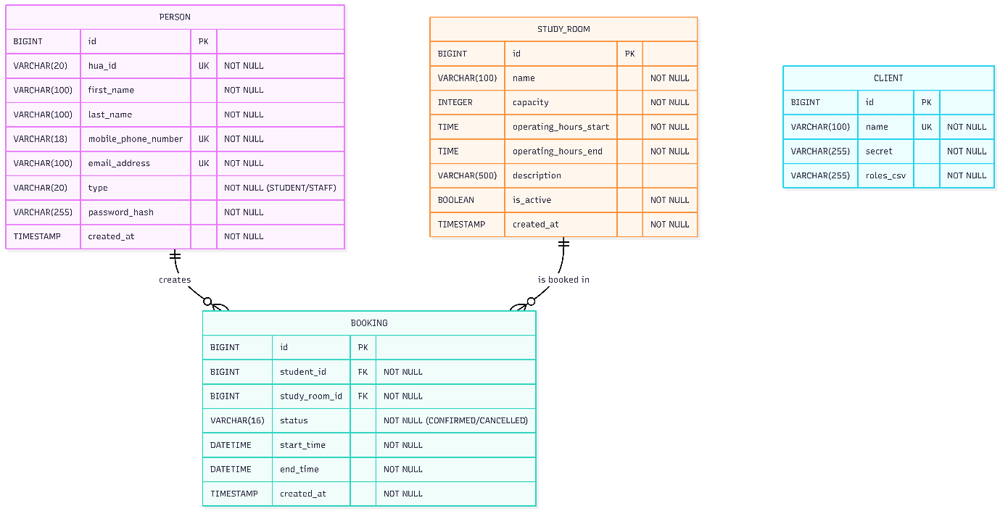 PERSON
BIGINT id PK
VARCHAR(20) hua_id UK NOT NULL
VARCHAR(100) first_name NOT NULL
VARCHAR(100) last_name NOT NULL
VARCHAR(18) mobile_phone_number UK NOT NULL
VARCHAR(100) email_address UK NOT NULL
VARCHAR(20) type NOT NULL (STUDENT/STAFF)
VARCHAR(255) password_hash NOT NULL
TIMESTAMP created_at NOT NULL
STUDY_ROOM
BIGINT id PK
VARCHAR(100) name NOT NULL
INTEGER capacity NOT NULL
TIME operating_hours_start NOT NULL
TIME operating_hours_end NOT NULL
VARCHAR(500) description
BOOLEAN is_active NOT NULL
TIMESTAMP created_at NOT NULL
CLIENT
BIGINT id PK
VARCHAR(100) name UK NOT NULL
VARCHAR(255) secret NOT NULL
VARCHAR(255) roles_csv NOT NULL
creates
is booked in
BOOKING
BIGINT id PK
BIGINT student_id FK NOT NULL
BIGINT study_room_id FK NOT NULL
VARCHAR(16) status NOT NULL (CONFIRMED/CANCELLED)
DATETIME start_time NOT NULL
DATETIME end_time NOT NULL
TIMESTAMP created_at NOT NULL